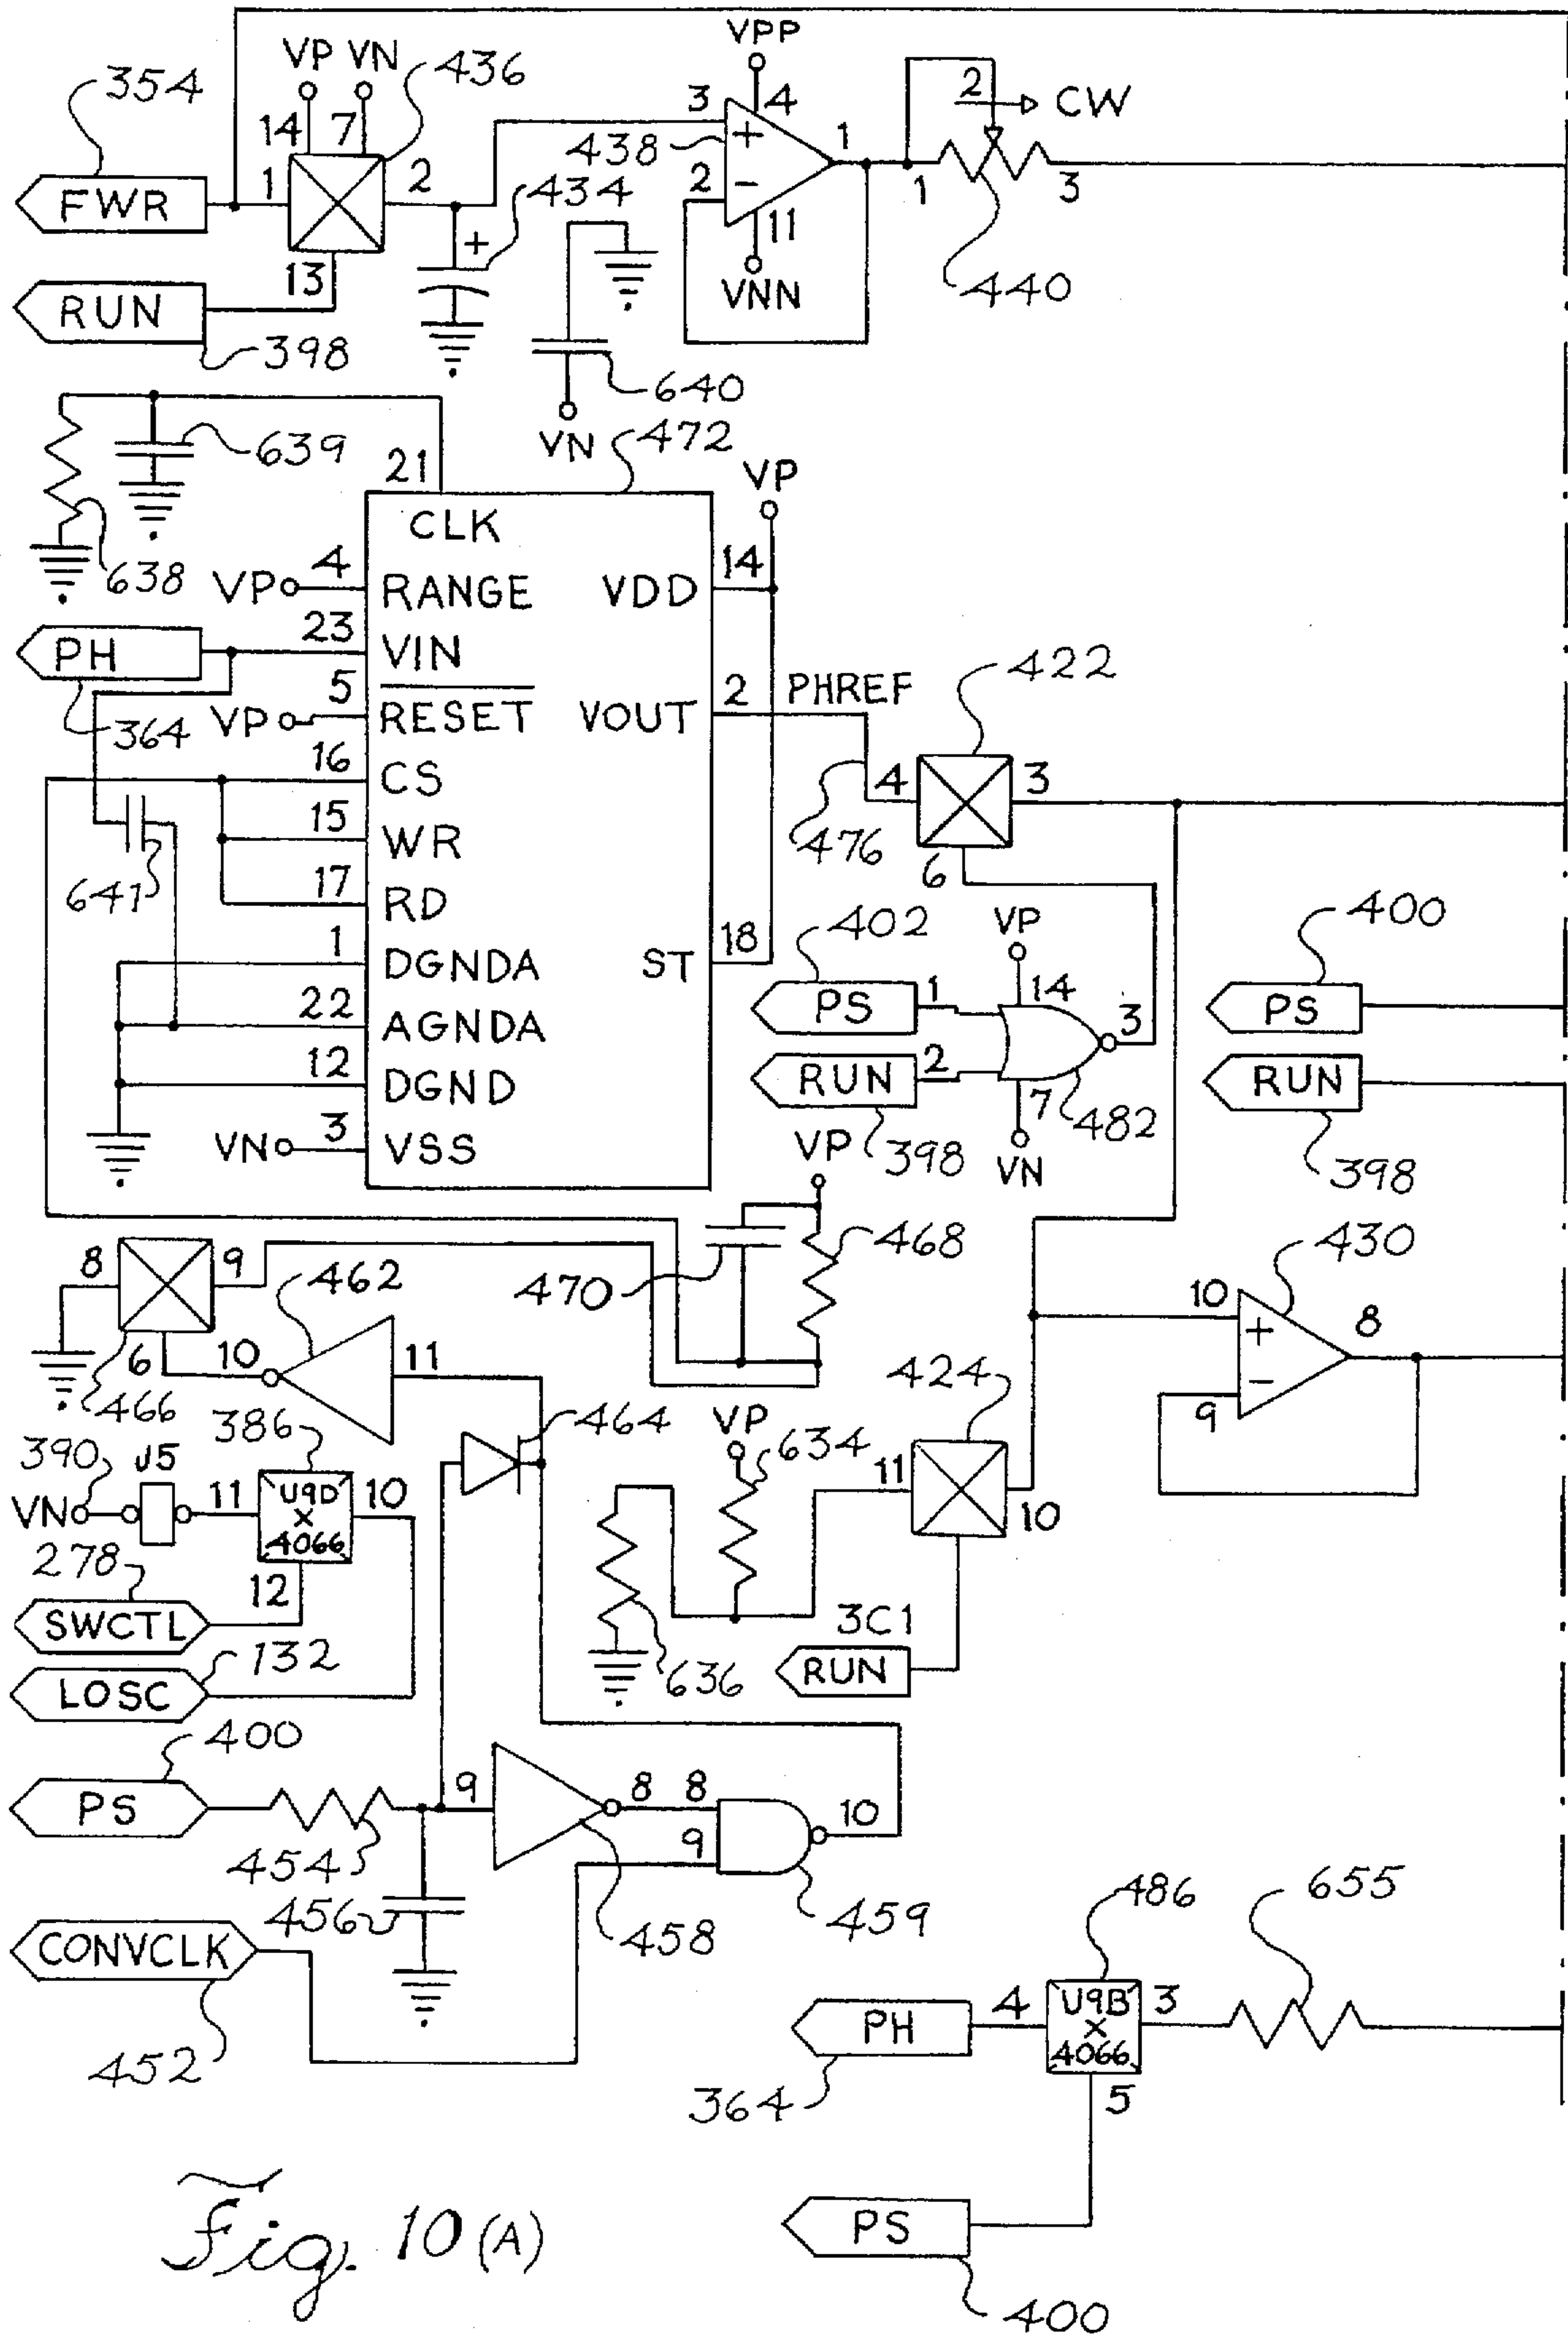 VPP
VP VN
436
354
2
CW
3
4
14
7
+
438
1
1
2
2
-
434
1
3
FWR
11
+
13
VNN
440
RUN
398
640
VN
472
639
21
VP
CLK
638
4
14
VP
RANGE
VDD
23
PH
VIN
422
5
2
PHREF
VP
RESET
VOUT
364
16
4
3
CS
15
WR
476
641
17
6
RD
400
402
VP
1
18
DGNDA
ST
14
22
PS
1
3
PS
AGNDA
12
RUN
2
RUN
DGND
7
482
3
VP
398
VN
VSS
VN
398
468
430
8
9
462
470
10
8
+
6
10
11
424
-
466
9
386
464
VP
634
390
U5
11
VN
11
U9D
10
X
4066
10
278
12
SWCTL
3C1
132
636
RUN
LOSC
400
9
8
8
PS
10
9
454
486
655
456
458
459
CONVCLK
U9B
4
3
PH
X
4066
452
364
5
PS
Fig. 10 (A)
400